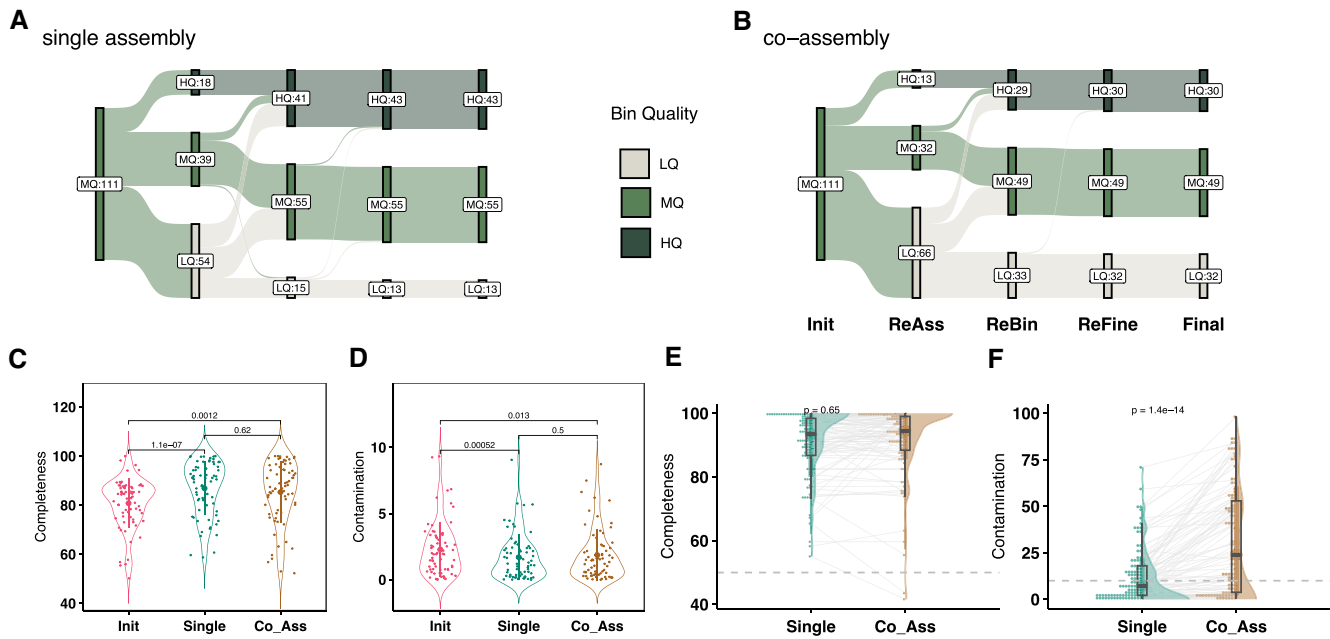 A
single assembly
HQ:18
HQ:41
HQ:43
HQ:43
MQ:111
MQ:39
MQ:55
MQ:55
MQ:55
LQ:54
LQ:15
LQ:13
LQ:13
Bin Quality
LQ
MQ
HQ
B
co–assembly
HQ:13
HQ:29
HQ:30
HQ:30
MQ:111
MQ:32
MQ:49
MQ:49
MQ:49
LQ:66
LQ:33
LQ:32
LQ:32
Init ReAss ReBin ReFine Final
C
Completeness
120
100
80
60
40
0.0012
1.1e–07
0.62
Init Single Co_Ass
D
Contamination
10
5
0
0.013
0.00052
0.5
Init Single Co_Ass
E
Completeness
100
80
60
40
p = 0.65
Single Co_Ass
F
Contamination
100
75
50
25
0
p = 1.4e–14
Single Co_Ass